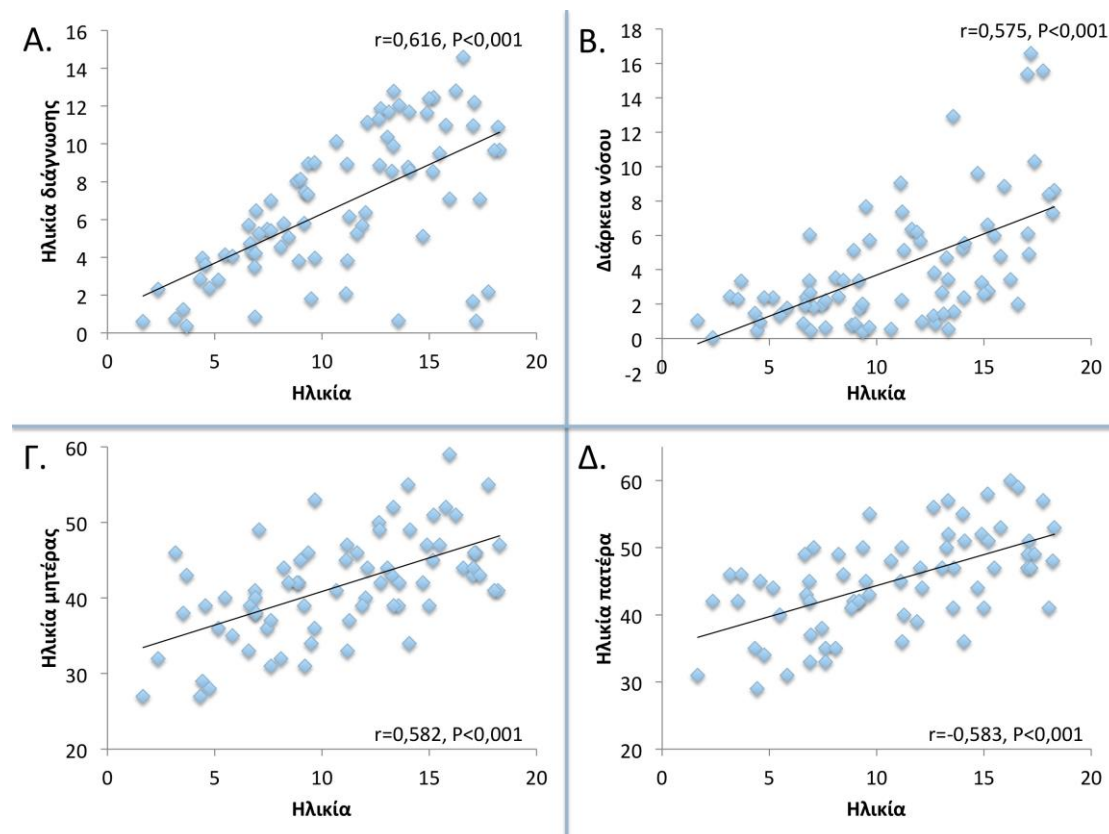 Α.
r=0,616, P<0,001
Ηλικία διάγνωσης
16
14
12
10
8
6
4
2
0
0 5 10 15 20
Ηλικία
Β.
r=0,575, P<0,001
Διάρκεια νόσου
18
16
14
12
10
8
6
4
2
0
-2
0 5 10 15 20
Ηλικία
Γ.
Ηλικία μητέρας
60
50
40
30
20
r=0,582, P<0,001
0 5 10 15 20
Ηλικία
Δ.
Ηλικία πατέρα
60
50
40
30
20
r=-0,583, P<0,001
0 5 10 15 20
Ηλικία